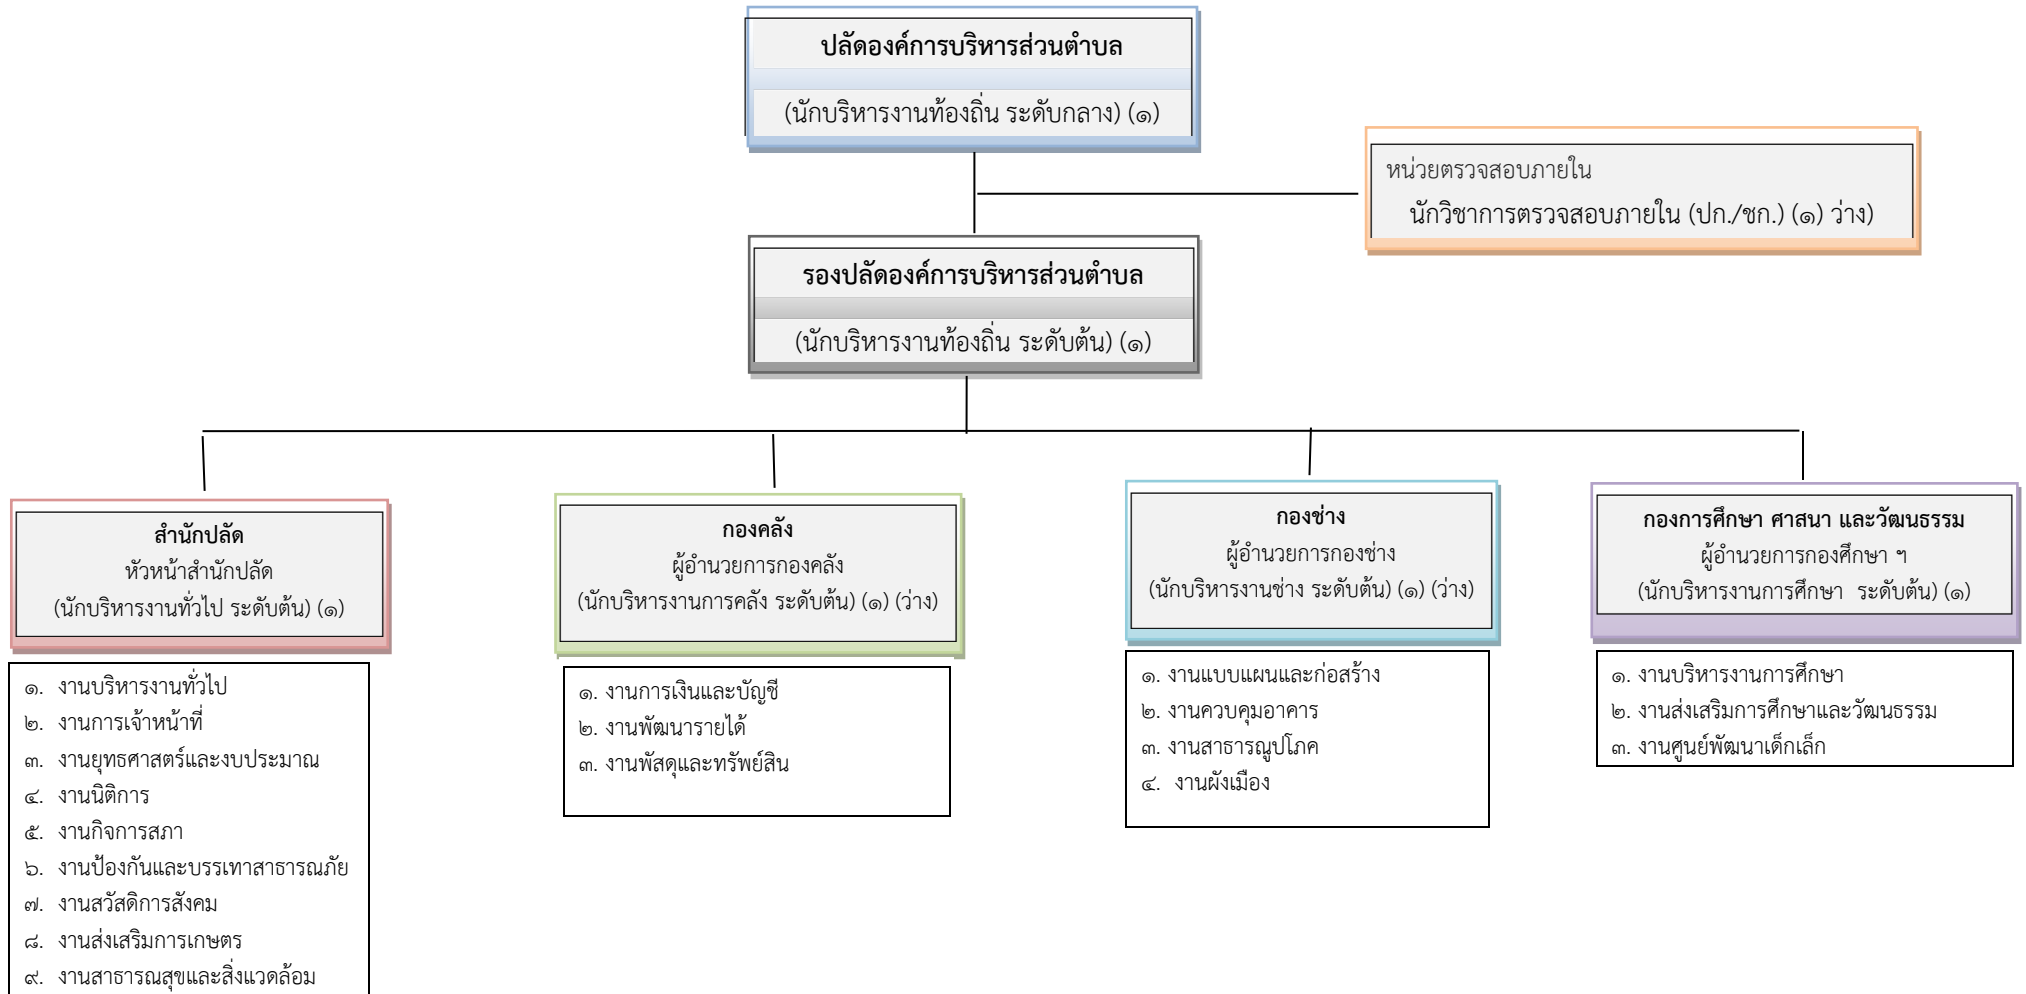 ปลัดองค์การบริหารส่วนตำบล
(นักบริหารงานท้องถิ่น ระดับกลาง) (๑)
หน่วยตรวจสอบภายใน
นักวิชาการตรวจสอบภายใน (ปก./ชก.) (๑) ว่าง)
รองปลัดองค์การบริหารส่วนตำบล
(นักบริหารงานท้องถิ่น ระดับต้น) (๑)
สำนักปลัด
หัวหน้าสำนักปลัด
(นักบริหารงานทั่วไป ระดับต้น) (๑)
๑. งานบริหารงานทั่วไป
๒. งานการเจ้าหน้าที่
๓. งานยุทธศาสตร์และงบประมาณ
๔. งานนิติการ
๕. งานกิจการสภา
๖. งานป้องกันและบรรเทาสาธารณภัย
๗. งานสวัสดิการสังคม
๘. งานส่งเสริมการเกษตร
๙. งานสาธารณสุขและสิ่งแวดล้อม
กองคลัง
ผู้อำนวยการกองคลัง
(นักบริหารงานการคลัง ระดับต้น) (๑) (ว่าง)
๑. งานการเงินและบัญชี
๒. งานพัฒนารายได้
๓. งานพัสดุและทรัพย์สิน
กองช่าง
ผู้อำนวยการกองช่าง
(นักบริหารงานช่าง ระดับต้น) (๑) (ว่าง)
๑. งานแบบแผนและก่อสร้าง
๒. งานควบคุมอาคาร
๓. งานสาธารณูปโภค
๔. งานผังเมือง
กองการศึกษา ศาสนา และวัฒนธรรม
ผู้อำนวยการกองศึกษา ฯ
(นักบริหารงานการศึกษา ระดับต้น) (๑)
๑. งานบริหารงานการศึกษา
๒. งานส่งเสริมการศึกษาและวัฒนธรรม
๓. งานศูนย์พัฒนาเด็กเล็ก